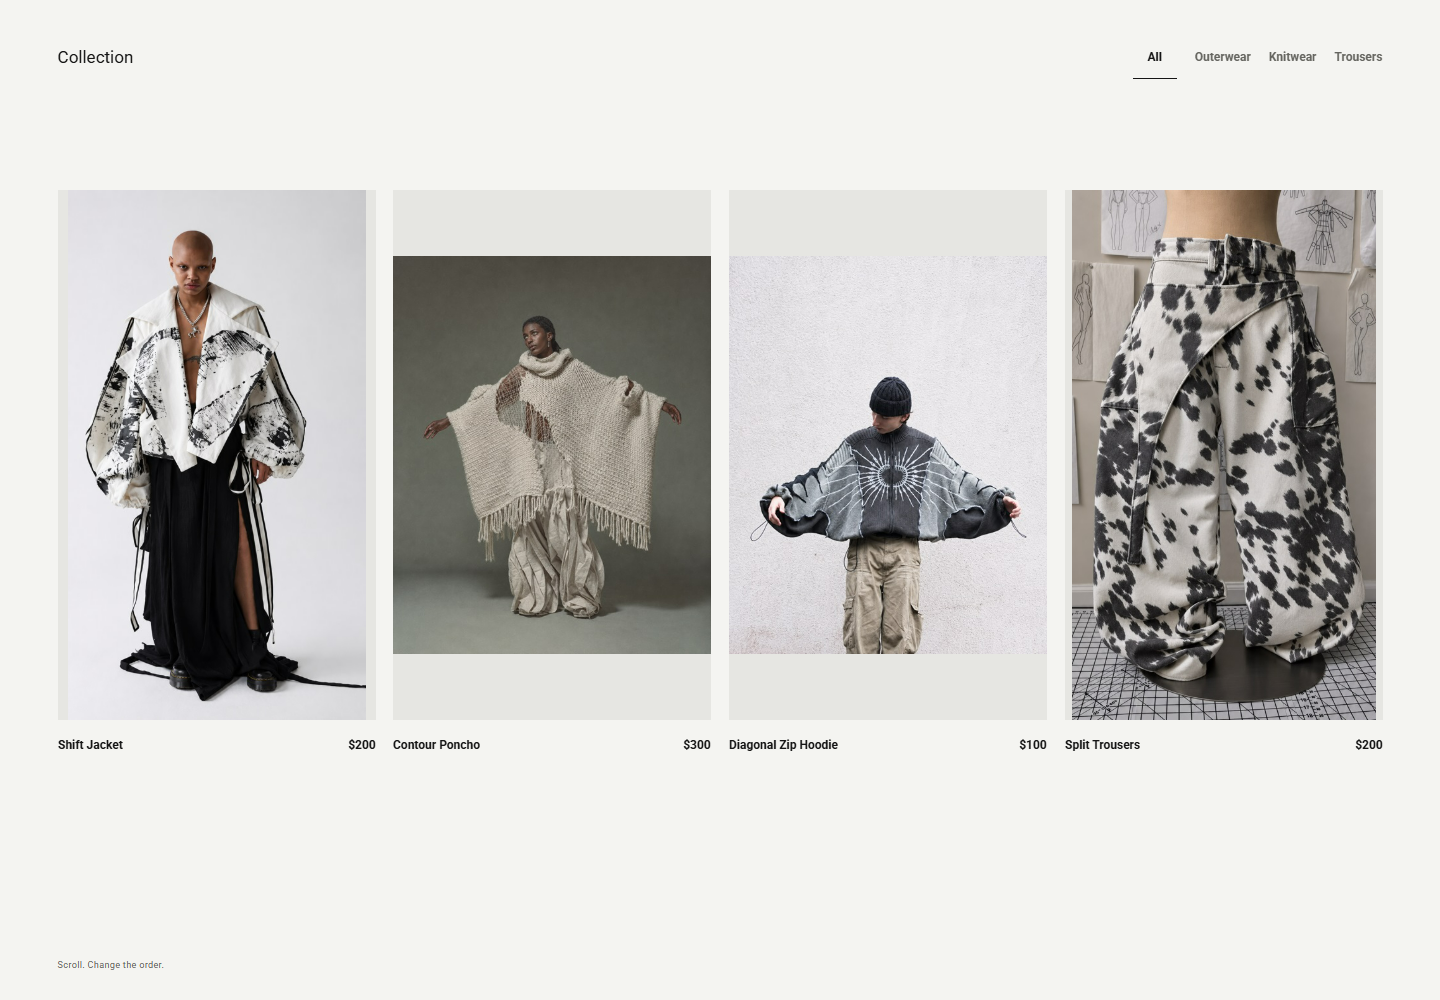 Collection
All Outerwear Knitwear Trousers
Shift Jacket $200 Contour Poncho $300 Diagonal Zip Hoodie $100 Split Trousers $200
Scroll. Change the order.